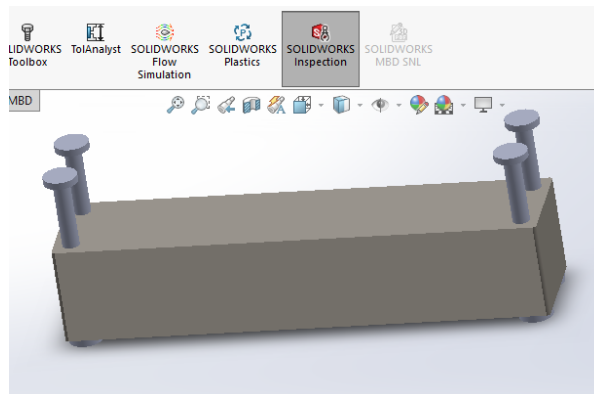 LIDWORKS
Toolbox
TolAnalyst
SOLIDWORKS
Flow
Simulation
SOLIDWORKS
Plastics
SOLIDWORKS
Inspection
SOLIDWORKS
MBD SNL
MBD